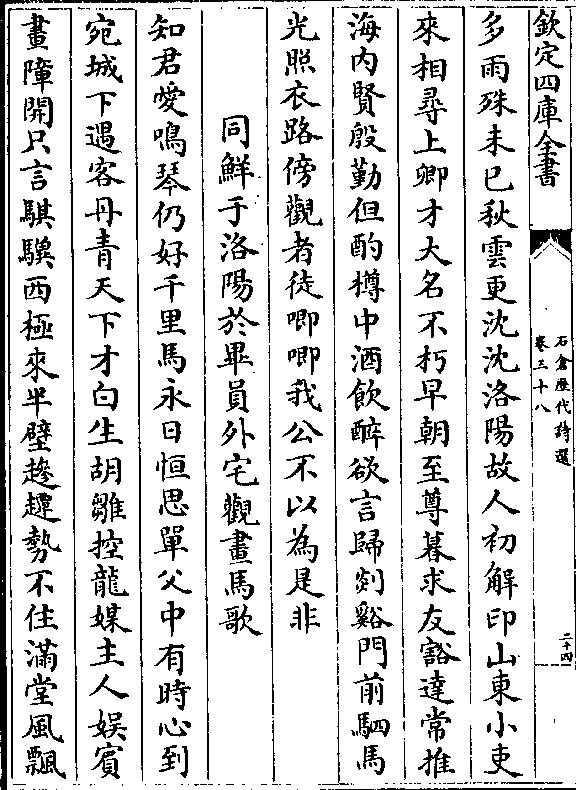 欽定四庫全書
石倉歷代詩選
卷三十八
二十四
多雨殊未已秋雲更沈沈洛陽故人初解印山東小吏
來相尋上卿才大名不朽早朝至尊暮求友豁達常推
海内賢殷勤但酌樽中酒飲醉欲言歸剡谿門前駟馬
光照衣路傍觀者徒唧唧我公不以為是非
同鮮于洛陽於畢員外宅觀畫馬歌
知君愛鳴琴仍好千里馬永日恒思單父中有時心到
宛城下遇客丹青天下才白生胡雛控龍媒主人娛賓
畫障開只言騏驥西極來半壁趁趯勢不住滿堂風飄